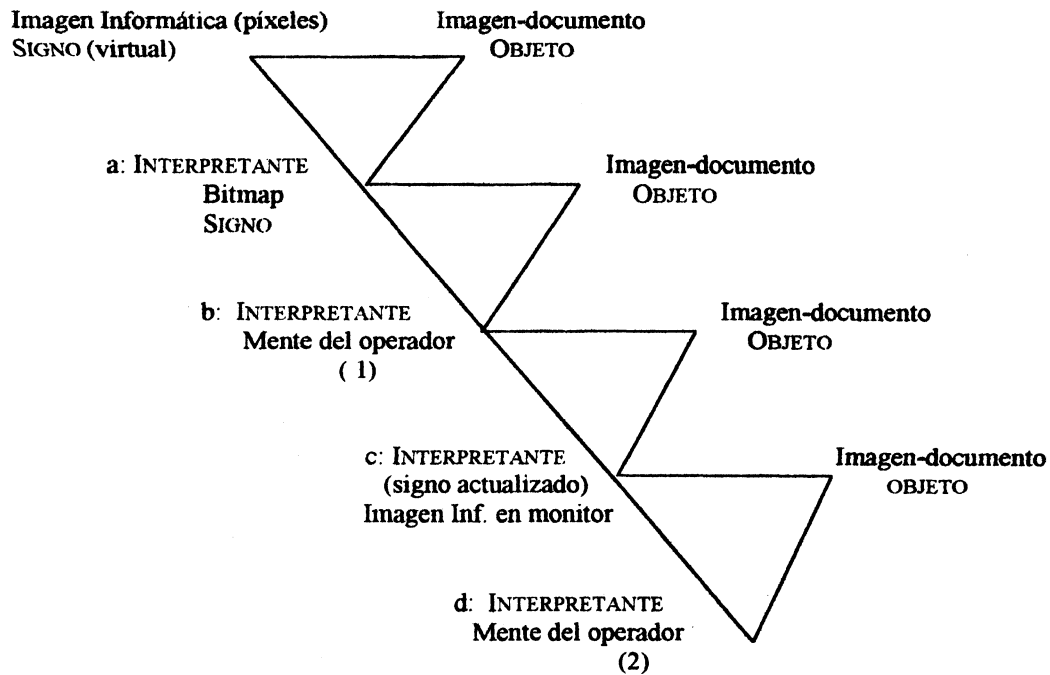 Imagen Informática (píxeles)
SIGNO (virtual)
Imagen-documento
OBJETO
a: INTERPRETANTE
Bitmap
SIGNO
Imagen-documento
OBJETO
b: INTERPRETANTE
Mente del operador
( 1)
Imagen-documento
OBJETO
c: INTERPRETANTE
(signo actualizado)
Imagen Inf. en monitor
Imagen-documento
OBJETO
d: INTERPRETANTE
Mente del operador
(2)